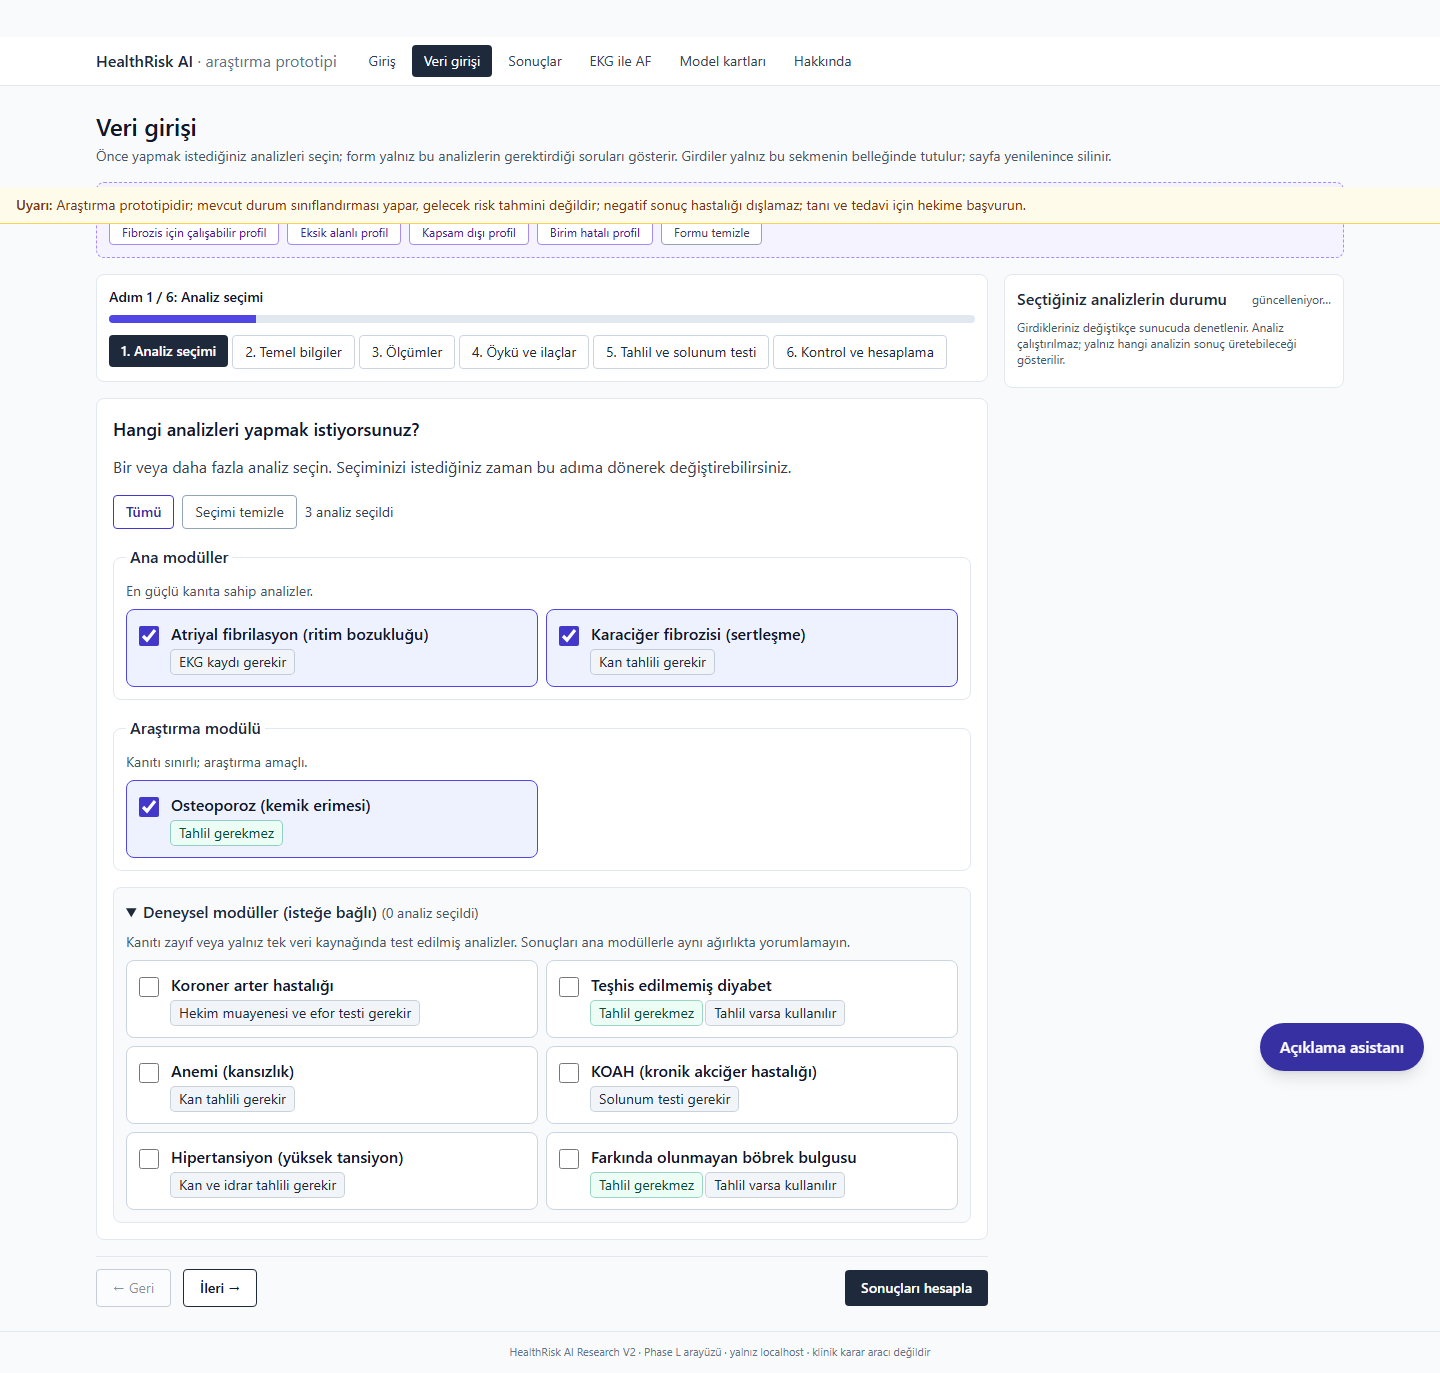 HealthRisk AI · araştırma prototipi
Giriş
Veri girişi
Sonuçlar
EKG ile AF
Model kartları
Hakkında
Veri girişi
Önce yapmak istediğiniz analizleri seçin; form yalnız bu analizlerin gerektirdiği soruları gösterir. Girdiler yalnız bu sekmenin belleğinde tutulur; sayfa yenilenince silinir.
Uyarı: Araştırma prototipidir; mevcut durum sınıflandırması yapar, gelecek risk tahmini değildir; negatif sonuç hastalığı dışlamaz; tanı ve tedavi için hekime başvurun.
Fibrozis için çalışabilir profil
Eksik alanlı profil
Kapsam dışı profil
Birim hatalı profil
Formu temizle
Adım 1 / 6: Analiz seçimi
1. Analiz seçimi
2. Temel bilgiler
3. Ölçümler
4. Öykü ve ilaçlar
5. Tahlil ve solunum testi
6. Kontrol ve hesaplama
Seçtiğiniz analizlerin durumu
güncelleniyor...
Girdikleriniz değiştikçe sunucuda denetlenir. Analiz
çalıştırılmaz; yalnız hangi analizin sonuç üretebileceği
gösterilir.
Hangi analizleri yapmak istiyorsunuz?
Bir veya daha fazla analiz seçin. Seçiminizi istediğiniz zaman bu adıma dönerek değiştirebilirsiniz.
Tümü
Seçimi temizle
3 analiz seçildi
Ana modüller
En güçlü kanıta sahip analizler.
Atriyal fibrilasyon (ritim bozukluğu)
EKG kaydı gerekir
Karaciğer fibrozisi (sertleşme)
Kan tahlili gerekir
Araştırma modülü
Kanıtı sınırlı; araştırma amaçlı.
Osteoporoz (kemik erimesi)
Tahlil gerekmez
▼ Deneysel modüller (isteğe bağlı) (0 analiz seçildi)
Kanıtı zayıf veya yalnız tek veri kaynağında test edilmiş analizler. Sonuçları ana modüllerle aynı ağırlıkta yorumlamayın.
Koroner arter hastalığı
Hekim muayenesi ve efor testi gerekir
Teşhis edilmemiş diyabet
Tahlil gerekmez
Tahlil varsa kullanılır
Anemi (kansızlık)
Kan tahlili gerekir
KOAH (kronik akciğer hastalığı)
Solunum testi gerekir
Hipertansiyon (yüksek tansiyon)
Kan ve idrar tahlili gerekir
Farkında olunmayan böbrek bulgusu
Tahlil gerekmez
Tahlil varsa kullanılır
Açıklama asistanı
← Geri
İleri →
Sonuçları hesapla
HealthRisk AI Research V2 · Phase L arayüzü · yalnız localhost · klinik karar aracı değildir